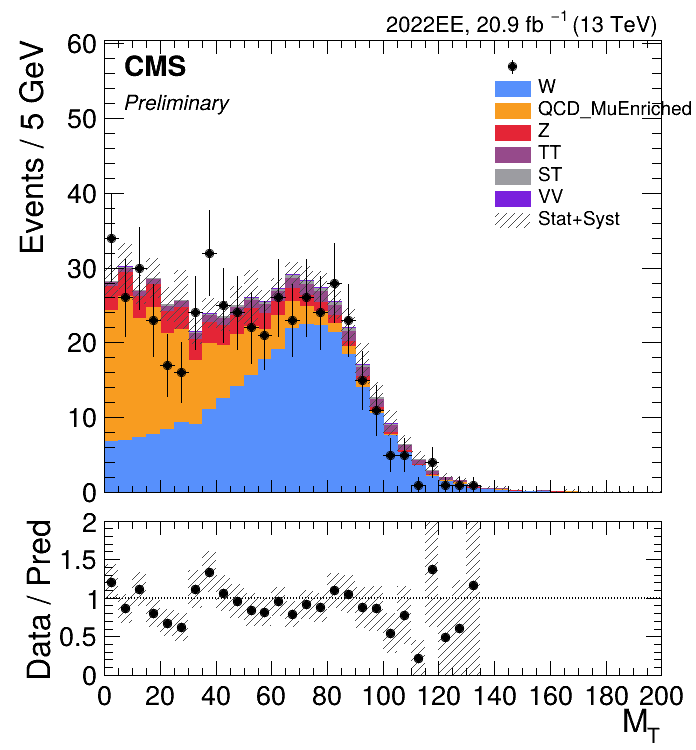 2022EE, 20.9 fb⁻¹ (13 TeV)
CMS
Preliminary
W
QCD_MuEnriched
Z
TT
ST
VV
Stat+Syst
Events / 5 GeV
60
50
40
30
20
10
0
Data / Pred
2
1.5
1
0.5
0
0 20 40 60 80 100 120 140 160 180 200
M_T